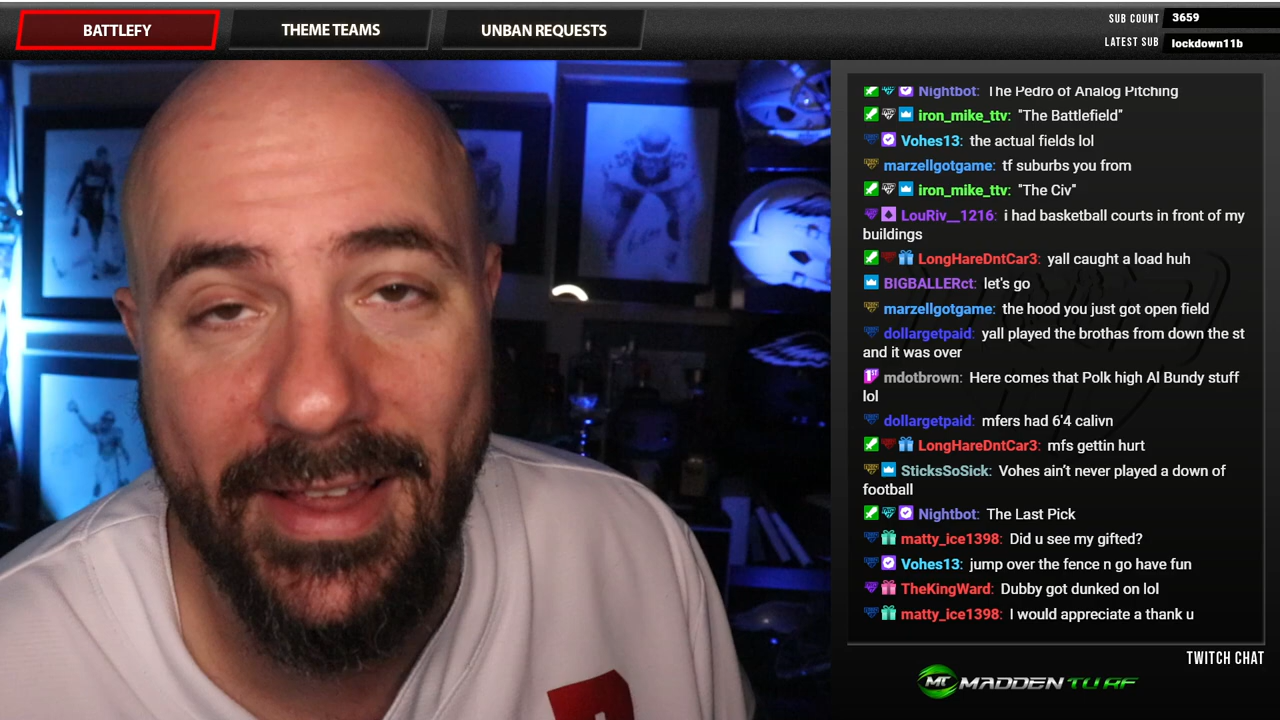 BATTLEFY
THEME TEAMS
UNBAN REQUESTS
SUB COUNT 3659
LATEST SUB lockdown11b
Nightbot: The Pedro of Analog Pitching
iron_mike_ttv: "The Battlefield"
Vohes13: the actual fields lol
marzellgotgame: tf suburbs you from
iron_mike_ttv: "The Civ"
LouRiv__1216: i had basketball courts in front of my
buildings
LongHareDntCar3: yall caught a load huh
BIGBALLERct: let's go
marzellgotgame: the hood you just got open field
dollargetpaid: yall played the brothas from down the st
and it was over
mdotbrown: Here comes that Polk high Al Bundy stuff
lol
dollargetpaid: mfers had 6'4 calivn
LongHareDntCar3: mfs gettin hurt
SticksSoSick: Vohes ain't never played a down of
football
Nightbot: The Last Pick
matty_ice1398: Did u see my gifted?
Vohes13: jump over the fence n go have fun
TheKingWard: Dubby got dunked on lol
matty_ice1398: I would appreciate a thank u
TWITCH CHAT
MT MADDEN TURF